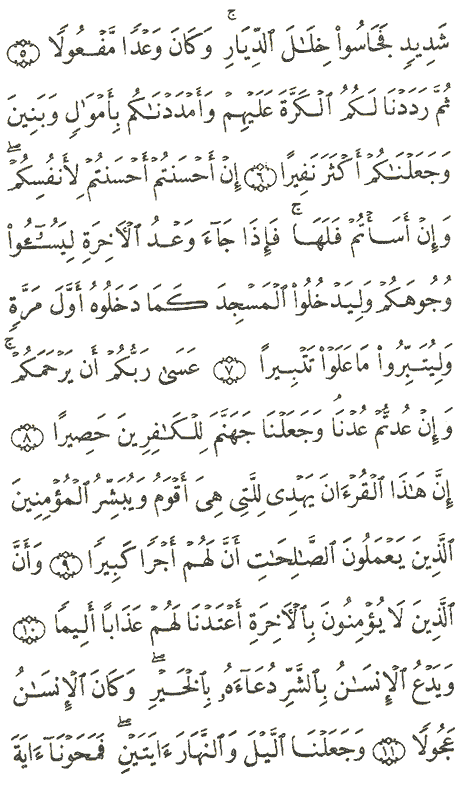 شَدِيدٍ فَجَاسُوا۟ خِلَـٰلَ ٱلدِّيَارِ ۚ وَكَانَ وَعْدًا مَّفْعُولًا ۝٥
ثُمَّ رَدَدْنَا لَكُمُ ٱلْكَرَّةَ عَلَيْهِمْ وَأَمْدَدْنَـٰكُم بِأَمْوَٰلٍ وَبَنِينَ
وَجَعَلْنَـٰكُمْ أَكْثَرَ نَفِيرًا ۝٦ إِنْ أَحْسَنتُمْ أَحْسَنتُمْ لِأَنفُسِكُمْ ۖ
وَإِنْ أَسَأْتُمْ فَلَهَا ۚ فَإِذَا جَآءَ وَعْدُ ٱلْـَٔاخِرَةِ لِيَسُـۥٓـُٔوا۟
وُجُوهَكُمْ وَلِيَدْخُلُوا۟ ٱلْمَسْجِدَ كَمَا دَخَلُوهُ أَوَّلَ مَرَّةٍ
وَلِيُتَبِّرُوا۟ مَا عَلَوْا۟ تَتْبِيرًا ۝٧ عَسَىٰ رَبُّكُمْ أَن يَرْحَمَكُمْ ۚ
وَإِنْ عُدتُّمْ عُدْنَا ۘ وَجَعَلْنَا جَهَنَّمَ لِلْكَـٰفِرِينَ حَصِيرًا ۝٨
إِنَّ هَـٰذَا ٱلْقُرْءَانَ يَهْدِى لِلَّتِى هِىَ أَقْوَمُ وَيُبَشِّرُ ٱلْمُؤْمِنِينَ
ٱلَّذِينَ يَعْمَلُونَ ٱلصَّـٰلِحَـٰتِ أَنَّ لَهُمْ أَجْرًا كَبِيرًا ۝٩ وَأَنَّ
ٱلَّذِينَ لَا يُؤْمِنُونَ بِٱلْـَٔاخِرَةِ أَعْتَدْنَا لَهُمْ عَذَابًا أَلِيمًا ۝١٠
وَيَدْعُ ٱلْإِنسَـٰنُ بِٱلشَّرِّ دُعَآءَهُۥ بِٱلْخَيْرِ ۖ وَكَانَ ٱلْإِنسَـٰنُ
عَجُولًا ۝١١ وَجَعَلْنَا ٱلَّيْلَ وَٱلنَّهَارَ ءَايَتَيْنِ ۖ فَمَحَوْنَآ ءَايَةَ